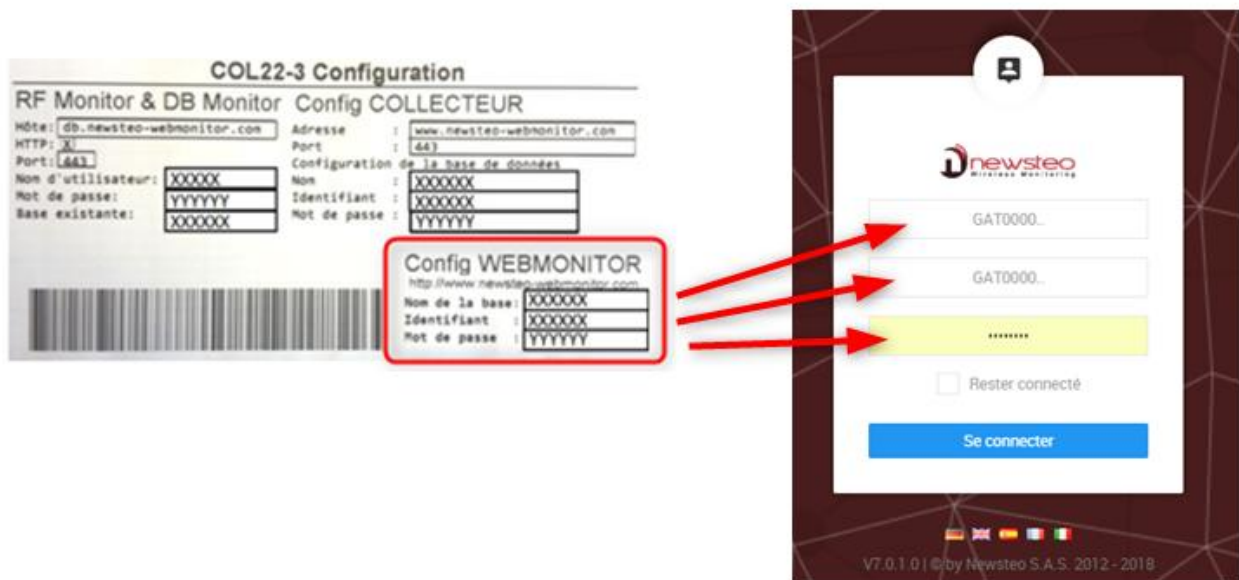 COL22-3 Configuration
RF Monitor & DB Monitor
Hôte: db.newsteo-webmonitor.com
HTTP: X
Port: 443
Nom d'utilisateur: XXXXX
Mot de passe: YYYYYY
Base existante: XXXXXX
Config COLLECTEUR
Adresse : www.newsteo-webmonitor.com
Port : 443
Configuration de la base de données
Nom : XXXXXX
Identifiant : XXXXXX
Mot de passe : YYYYYY
Config WEBMONITOR
http://www.newsteo-webmonitor.com
Nom de la base: XXXXXX
Identifiant : XXXXXX
Mot de passe : YYYYYY
newsteo
Wireless Monitoring
GAT0000..
GAT0000..
••••••••
Rester connecté
Se connecter
V7.0.1.0 | © by Newsteo S.A.S. 2012 - 2018